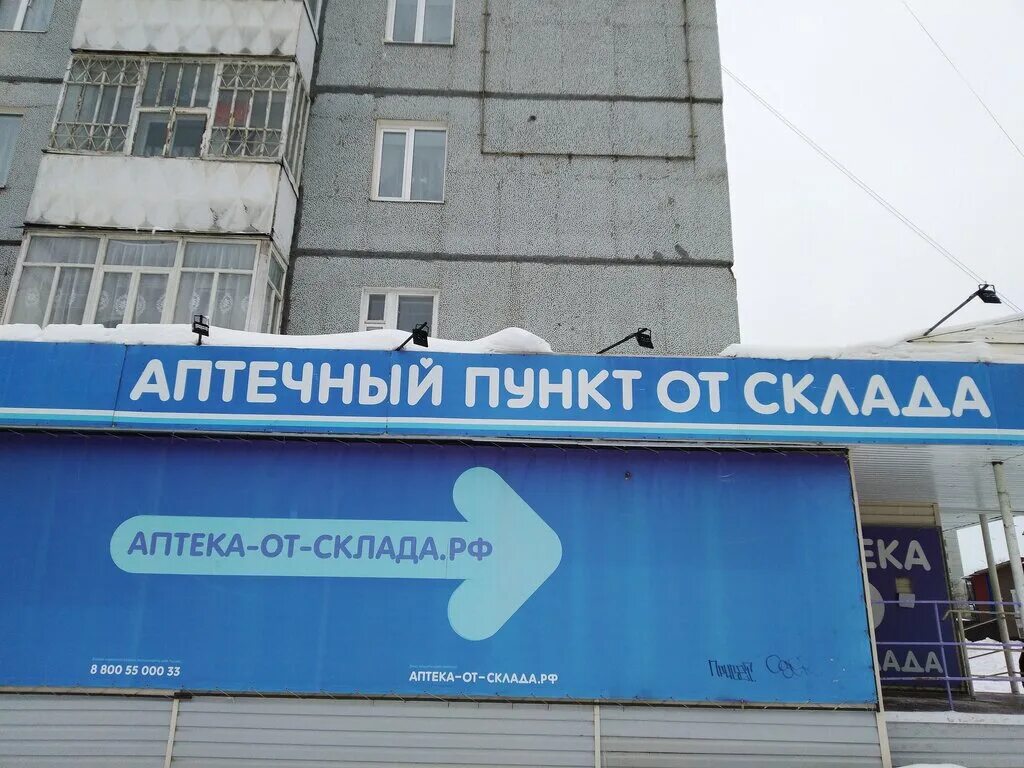 АПТЕЧНЫЙ ПУНКТ ОТ СКЛАДА
АПТЕКА-ОТ-СКЛАДА.РФ
8 800 55 000 33
АПТЕКА-ОТ-СКЛАДА.РФ
Привет
ЕКА
АДА